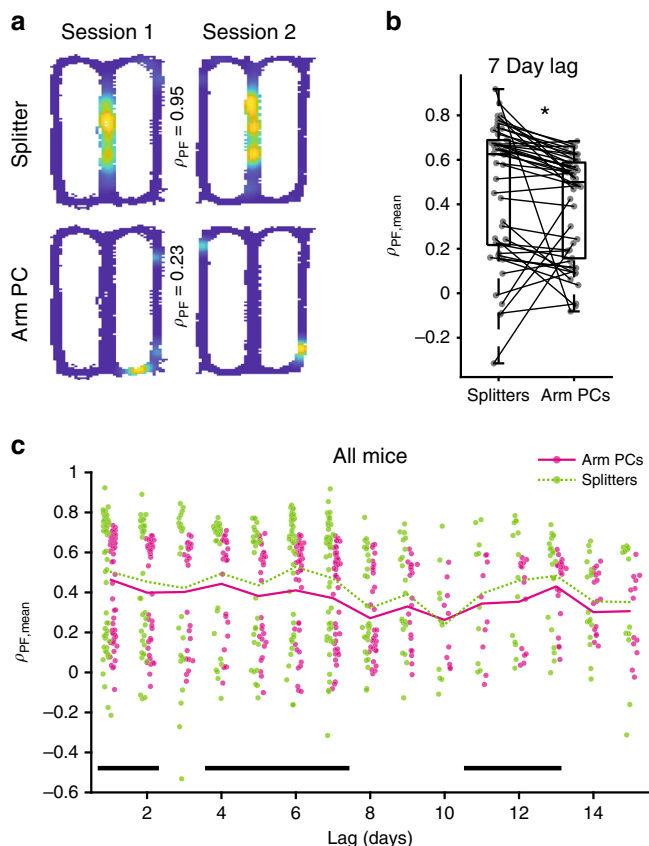 a
Session 1
Session 2
Splitter
ρPF = 0.95
Arm PC
ρPF = 0.23
b
7 Day lag
*
ρPF,mean
0.8
0.6
0.4
0.2
0
−0.2
Splitters
Arm PCs
c
All mice
Arm PCs
Splitters
ρPF,mean
1
0.8
0.6
0.4
0.2
0
−0.2
−0.4
−0.6
2 4 6 8 10 12 14
Lag (days)